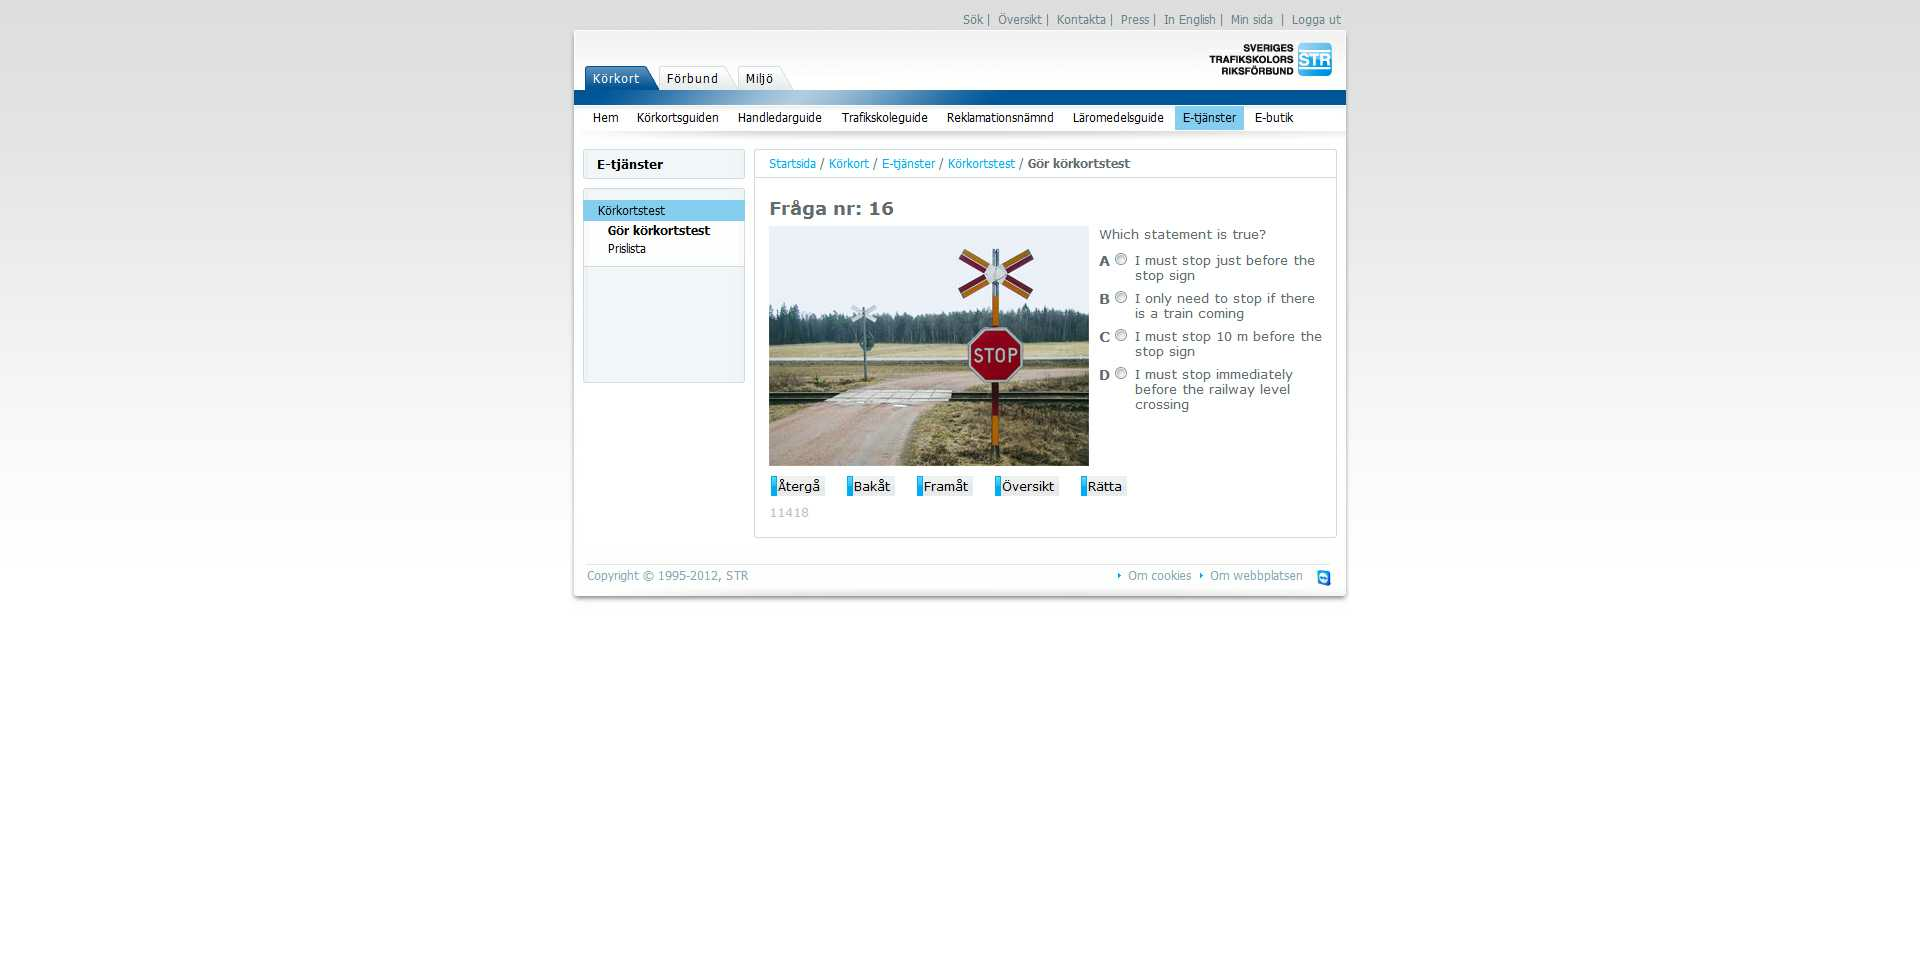 Sök | Översikt | Kontakta | Press | In English | Min sida | Logga ut
SVERIGES
TRAFIKSKOLORS
RIKSFÖRBUND
STR
Körkort Förbund Miljö
Hem Körkortsguiden Handledarguide Trafikskoleguide Reklamationsnämnd Läromedelsguide E-tjänster E-butik
E-tjänster
Körkortstest
Gör körkortstest
Prislista
Startsida / Körkort / E-tjänster / Körkortstest / Gör körkortstest
Fråga nr: 16
STOP
Which statement is true?
A I must stop just before the
stop sign
B I only need to stop if there
is a train coming
C I must stop 10 m before the
stop sign
D I must stop immediately
before the railway level
crossing
Återgå Bakåt Framåt Översikt Rätta
11418
Copyright © 1995-2012, STR
Om cookies Om webbplatsen